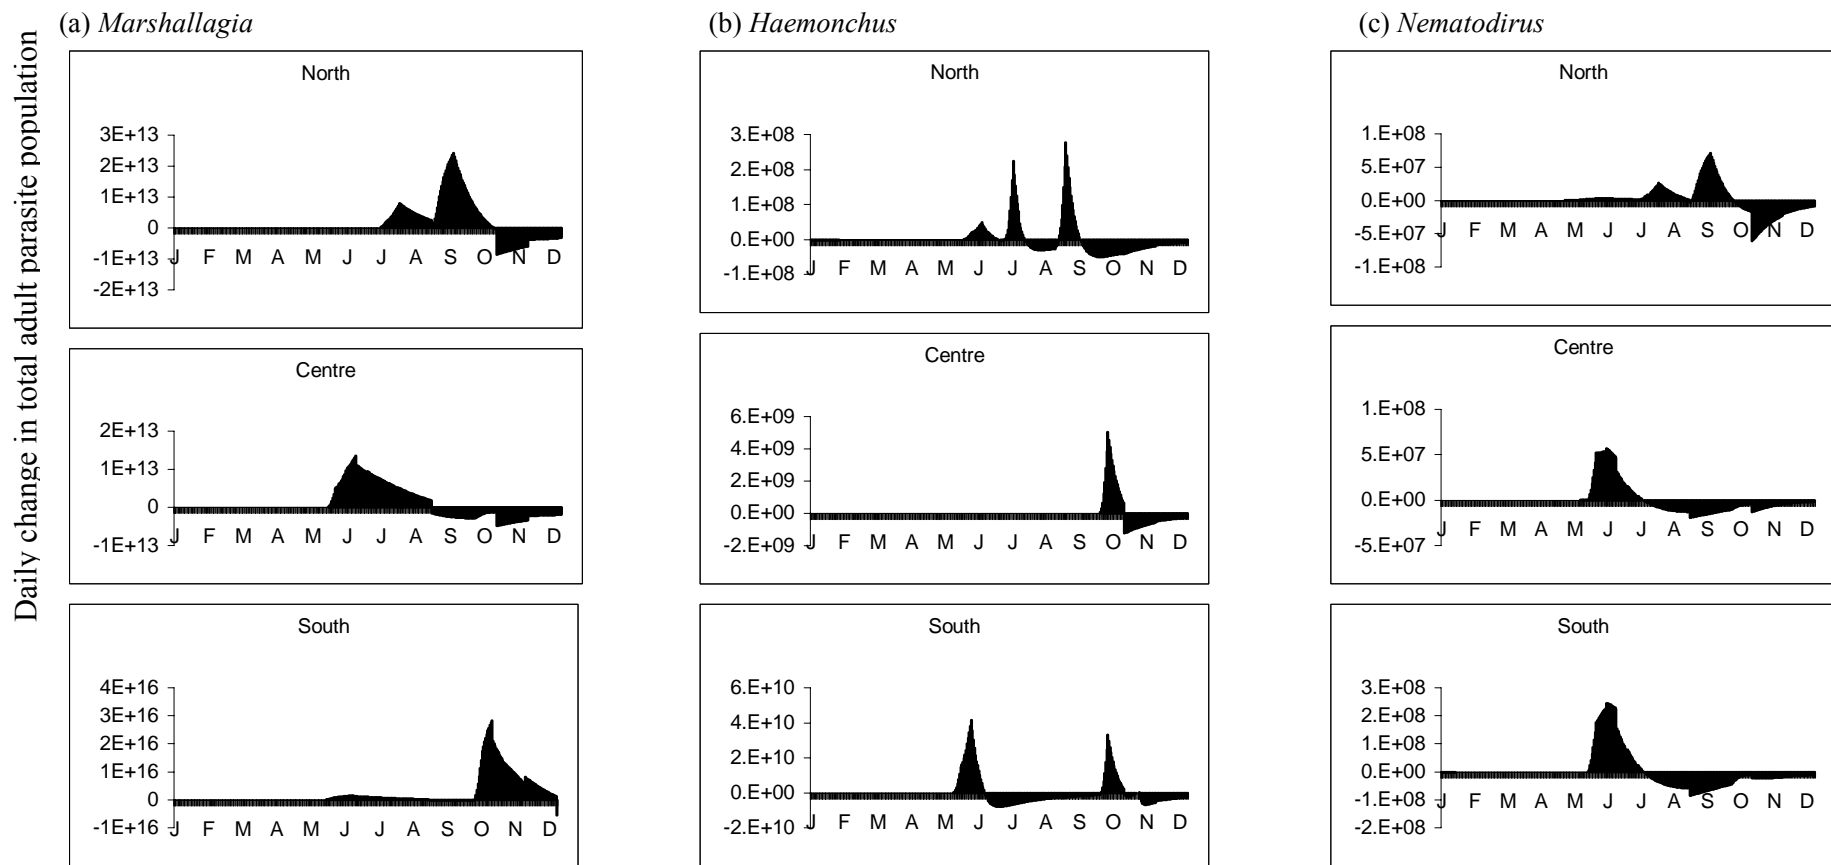 (a) Marshallagia
(b) Haemonchus
(c) Nematodirus
Daily change in total adult parasite population
North
3E+13
2E+13
1E+13
0
-1E+13
-2E+13
J F M A M J J A S O N D
Centre
2E+13
1E+13
0
-1E+13
J F M A M J J A S O N D
South
4E+16
3E+16
2E+16
1E+16
0
-1E+16
J F M A M J J A S O N D
North
3.E+08
2.E+08
1.E+08
0.E+00
-1.E+08
J F M A M J J A S O N D
Centre
6.E+09
4.E+09
2.E+09
0.E+00
-2.E+09
J F M A M J J A S O N D
South
6.E+10
4.E+10
2.E+10
0.E+00
-2.E+10
J F M A M J J A S O N D
North
1.E+08
5.E+07
0.E+00
-5.E+07
-1.E+08
J F M A M J J A S O N D
Centre
1.E+08
5.E+07
0.E+00
-5.E+07
J F M A M J J A S O N D
South
3.E+08
2.E+08
1.E+08
0.E+00
-1.E+08
-2.E+08
J F M A M J J A S O N D